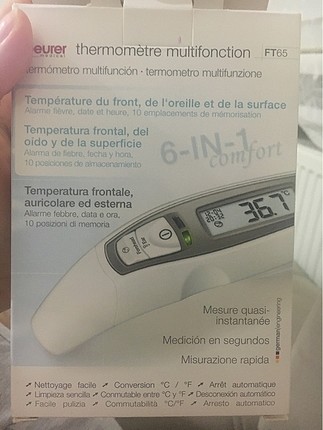 beurer thermomètre multifonction FT65
medical
termómetro multifunción · termometro multifunzione
Température du front, de l'oreille et de la surface
Alarme fièvre, date et heure, 10 emplacements de mémorisation
Temperatura frontal, del
oído y de la superficie
Alarma de fiebre, fecha y hora,
10 posiciones de almacenamiento
6-IN-1
comfort
Temperatura frontale,
auricolare ed esterna
Allarme febbre, data e ora,
10 posizioni di memoria
36.7
°C
Mesure quasi-
instantanée
Medición en segundos
Misurazione rapida
Nettoyage facile Conversion °C / °F Arrêt automatique
Limpieza sencilla Conmutable entre °C y °F Desconexión automático
Facile pulizia Commutabilità °C/°F Arresto automatico